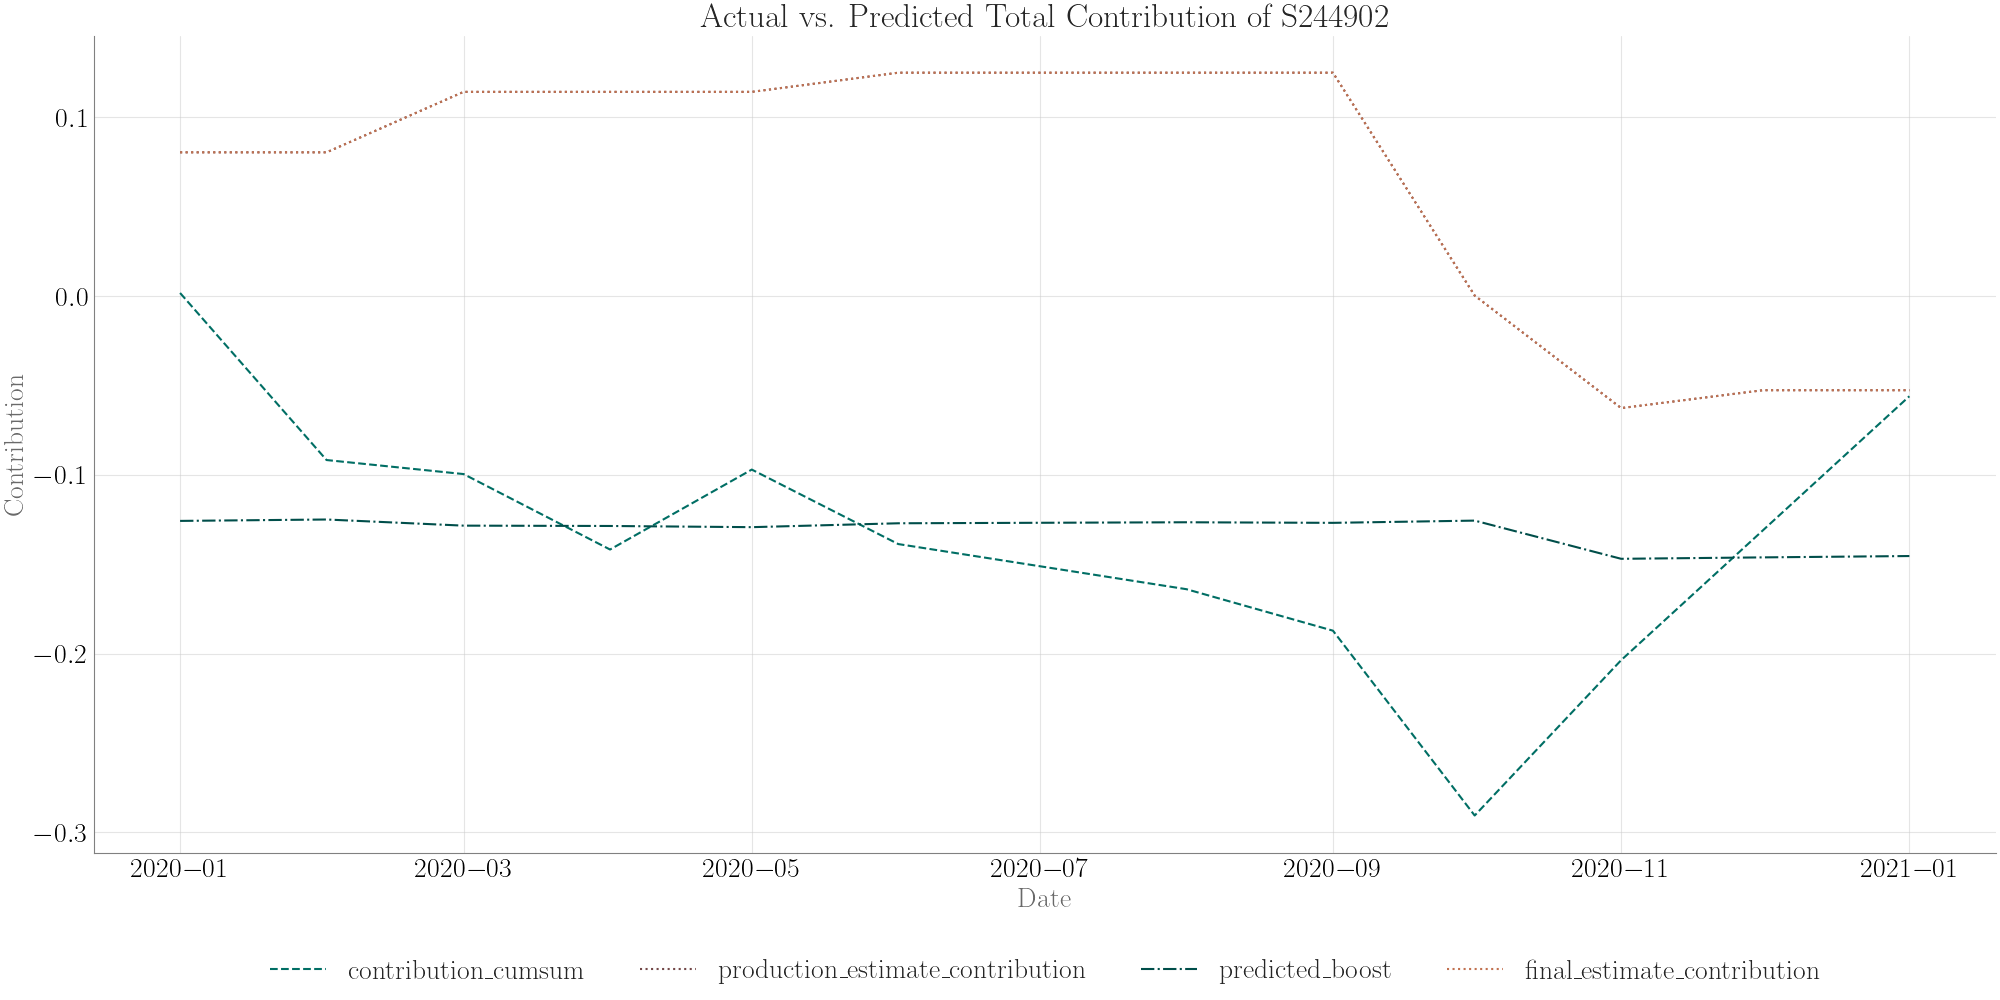 Actual vs. Predicted Total Contribution of S244902
Contribution
0.1
0.0
−0.1
−0.2
−0.3
2020−01 2020−03 2020−05 2020−07 2020−09 2020−11 2021−01
Date
contribution_cumsum production_estimate_contribution predicted_boost final_estimate_contribution